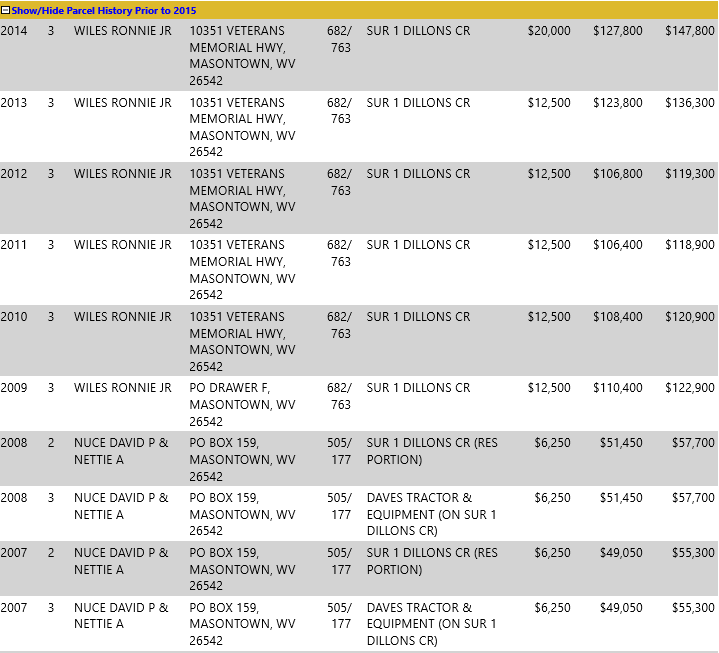 Show/Hide Parcel History Prior to 2015
2014 3 WILES RONNIE JR 10351 VETERANS 682/ SUR 1 DILLONS CR $20,000 $127,800 $147,800
MEMORIAL HWY, 763
MASONTOWN, WV
26542
2013 3 WILES RONNIE JR 10351 VETERANS 682/ SUR 1 DILLONS CR $12,500 $123,800 $136,300
MEMORIAL HWY, 763
MASONTOWN, WV
26542
2012 3 WILES RONNIE JR 10351 VETERANS 682/ SUR 1 DILLONS CR $12,500 $106,800 $119,300
MEMORIAL HWY, 763
MASONTOWN, WV
26542
2011 3 WILES RONNIE JR 10351 VETERANS 682/ SUR 1 DILLONS CR $12,500 $106,400 $118,900
MEMORIAL HWY, 763
MASONTOWN, WV
26542
2010 3 WILES RONNIE JR 10351 VETERANS 682/ SUR 1 DILLONS CR $12,500 $108,400 $120,900
MEMORIAL HWY, 763
MASONTOWN, WV
26542
2009 3 WILES RONNIE JR PO DRAWER F, 682/ SUR 1 DILLONS CR $12,500 $110,400 $122,900
MASONTOWN, WV 763
26542
2008 2 NUCE DAVID P & PO BOX 159, 505/ SUR 1 DILLONS CR (RES $6,250 $51,450 $57,700
NETTIE A MASONTOWN, WV 177 PORTION)
26542
2008 3 NUCE DAVID P & PO BOX 159, 505/ DAVES TRACTOR & $6,250 $51,450 $57,700
NETTIE A MASONTOWN, WV 177 EQUIPMENT (ON SUR 1
26542 DILLONS CR)
2007 2 NUCE DAVID P & PO BOX 159, 505/ SUR 1 DILLONS CR (RES $6,250 $49,050 $55,300
NETTIE A MASONTOWN, WV 177 PORTION)
26542
2007 3 NUCE DAVID P & PO BOX 159, 505/ DAVES TRACTOR & $6,250 $49,050 $55,300
NETTIE A MASONTOWN, WV 177 EQUIPMENT (ON SUR 1
26542 DILLONS CR)